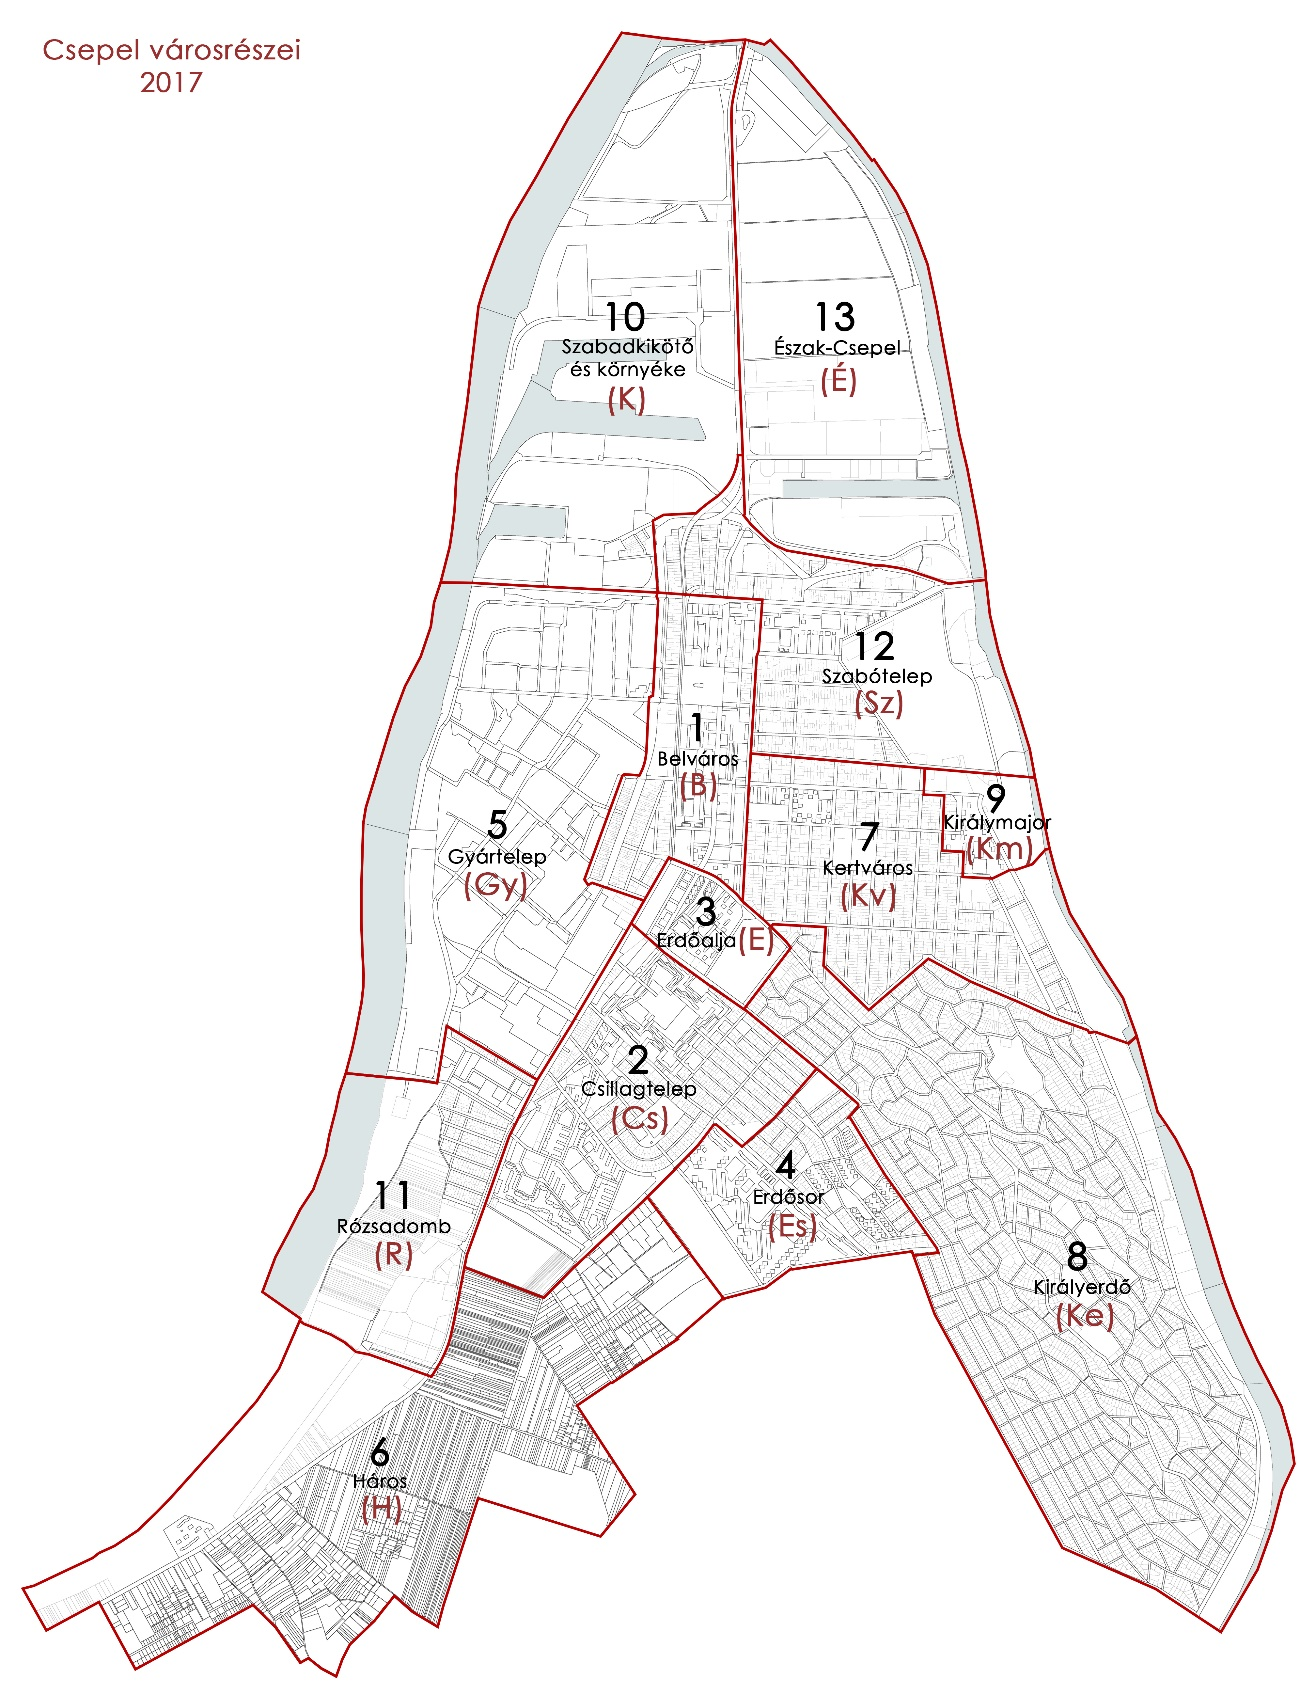 Csepel városrészei
2017
10
Szabadkikötő
és környéke
(K)
13
Észak-Csepel
(É)
12
Szabótelep
(Sz)
1
Belváros
(B)
9
Királymajor
(Km)
5
Gyártelep
(Gy)
7
Kertváros
(Kv)
3
Erdőalja (E)
2
Csillagtelep
(Cs)
4
Erdősor
(Es)
11
Rózsadomb
(R)
8
Királyerdő
(Ke)
6
Háros
(H)